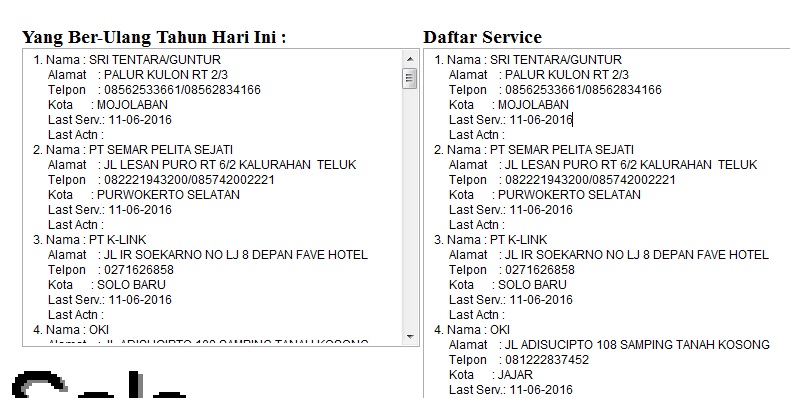 Yang Ber-Ulang Tahun Hari Ini :
1. Nama : SRI TENTARA/GUNTUR
Alamat : PALUR KULON RT 2/3
Telpon : 08562533661/08562834166
Kota : MOJOLABAN
Last Serv.: 11-06-2016
Last Actn :
2. Nama : PT SEMAR PELITA SEJATI
Alamat : JL LESAN PURO RT 6/2 KALURAHAN TELUK
Telpon : 082221943200/085742002221
Kota : PURWOKERTO SELATAN
Last Serv.: 11-06-2016
Last Actn :
3. Nama : PT K-LINK
Alamat : JL IR SOEKARNO NO LJ 8 DEPAN FAVE HOTEL
Telpon : 0271626858
Kota : SOLO BARU
Last Serv.: 11-06-2016
Last Actn :
4. Nama : OKI
Alamat : JL ADISUCIPTO 108 SAMPING TANAH KOSONG
Daftar Service
1. Nama : SRI TENTARA/GUNTUR
Alamat : PALUR KULON RT 2/3
Telpon : 08562533661/08562834166
Kota : MOJOLABAN
Last Serv.: 11-06-2016
Last Actn :
2. Nama : PT SEMAR PELITA SEJATI
Alamat : JL LESAN PURO RT 6/2 KALURAHAN TELUK
Telpon : 082221943200/085742002221
Kota : PURWOKERTO SELATAN
Last Serv.: 11-06-2016
Last Actn :
3. Nama : PT K-LINK
Alamat : JL IR SOEKARNO NO LJ 8 DEPAN FAVE HOTEL
Telpon : 0271626858
Kota : SOLO BARU
Last Serv.: 11-06-2016
Last Actn :
4. Nama : OKI
Alamat : JL ADISUCIPTO 108 SAMPING TANAH KOSONG
Telpon : 081222837452
Kota : JAJAR
Last Serv.: 11-06-2016